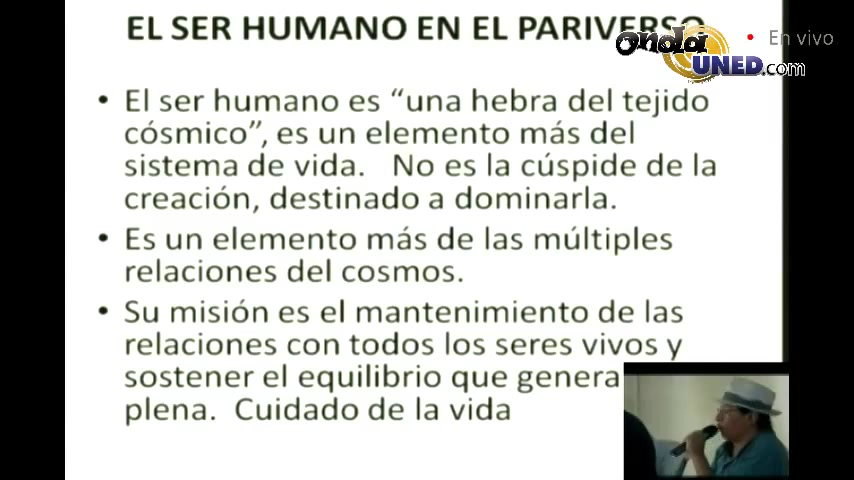 EL SER HUMANO EN EL PARIVERSO
onda
UNED.com
• En vivo
• El ser humano es “una hebra del tejido
cósmico”, es un elemento más del
sistema de vida. No es la cúspide de la
creación, destinado a dominarla.
• Es un elemento más de las múltiples
relaciones del cosmos.
• Su misión es el mantenimiento de las
relaciones con todos los seres vivos y
sostener el equilibrio que genera
plena. Cuidado de la vida